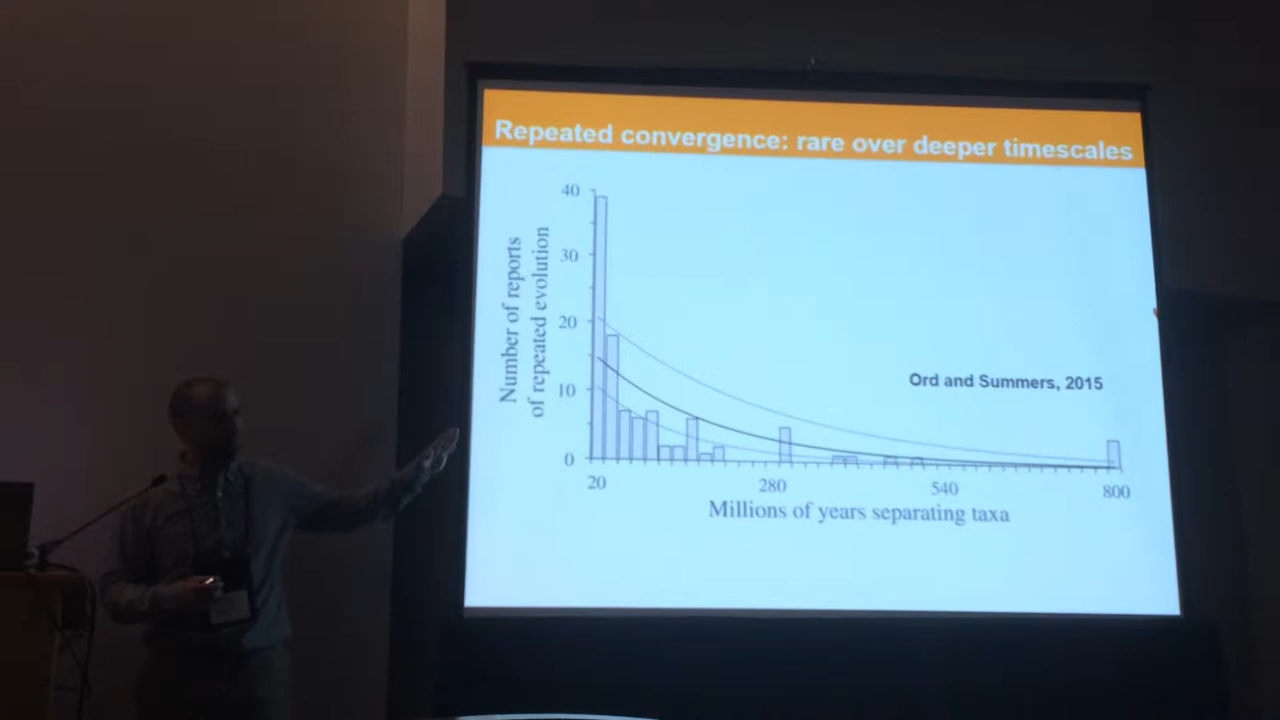 Repeated convergence: rare over deeper timescales
Number of reports
of repeated evolution
40
30
20
10
0
Ord and Summers, 2015
20
280
540
800
Millions of years separating taxa